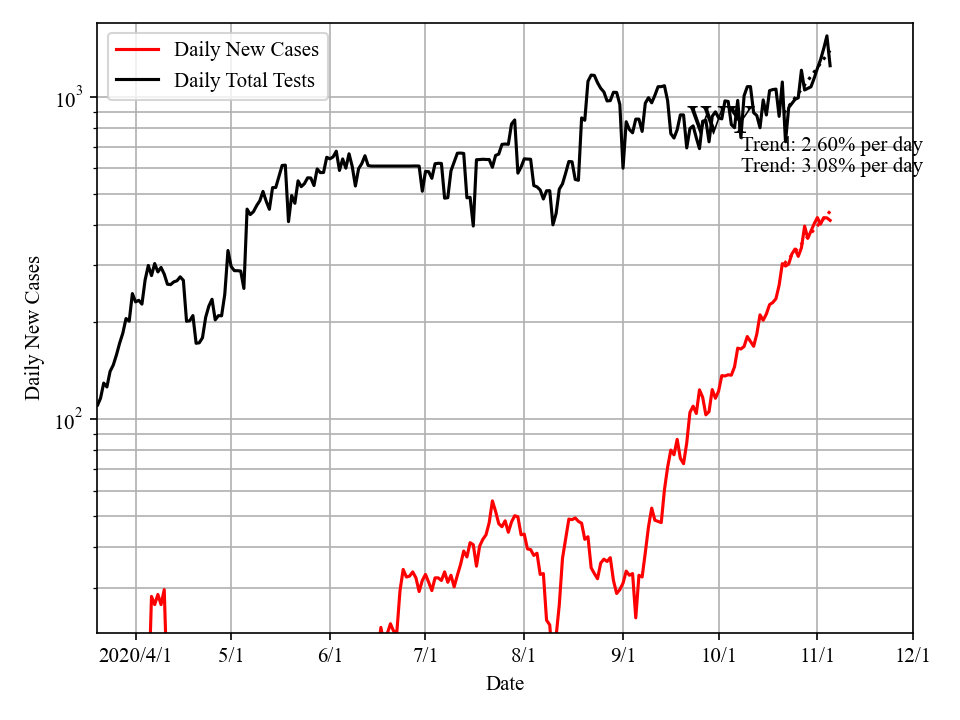 Daily New Cases
Daily Total Tests
10³
WY
Trend: 2.60% per day
Trend: 3.08% per day
Daily New Cases
10²
2020/4/1 5/1 6/1 7/1 8/1 9/1 10/1 11/1 12/1
Date